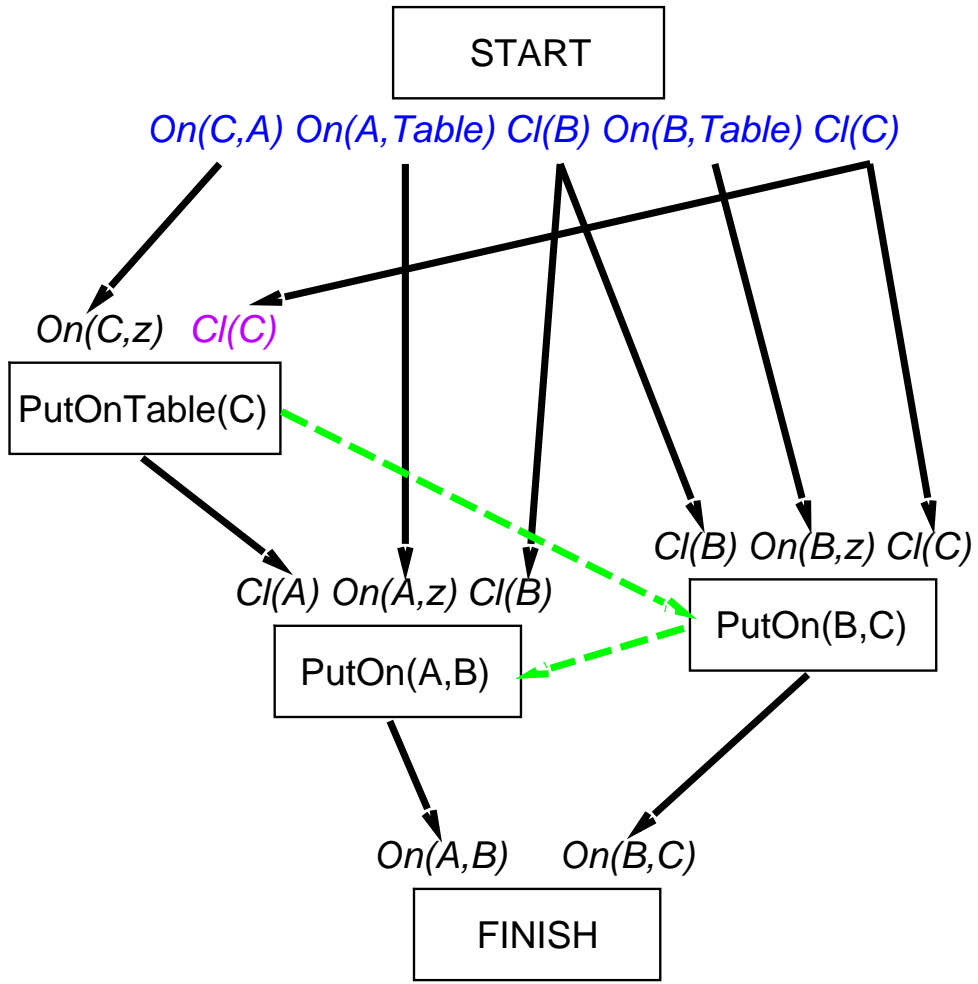 START
On(C,A) On(A,Table) Cl(B) On(B,Table) Cl(C)
On(C,z) Cl(C)
PutOnTable(C)
Cl(B) On(B,z) Cl(C)
Cl(A) On(A,z) Cl(B)
PutOn(B,C)
PutOn(A,B)
On(A,B) On(B,C)
FINISH